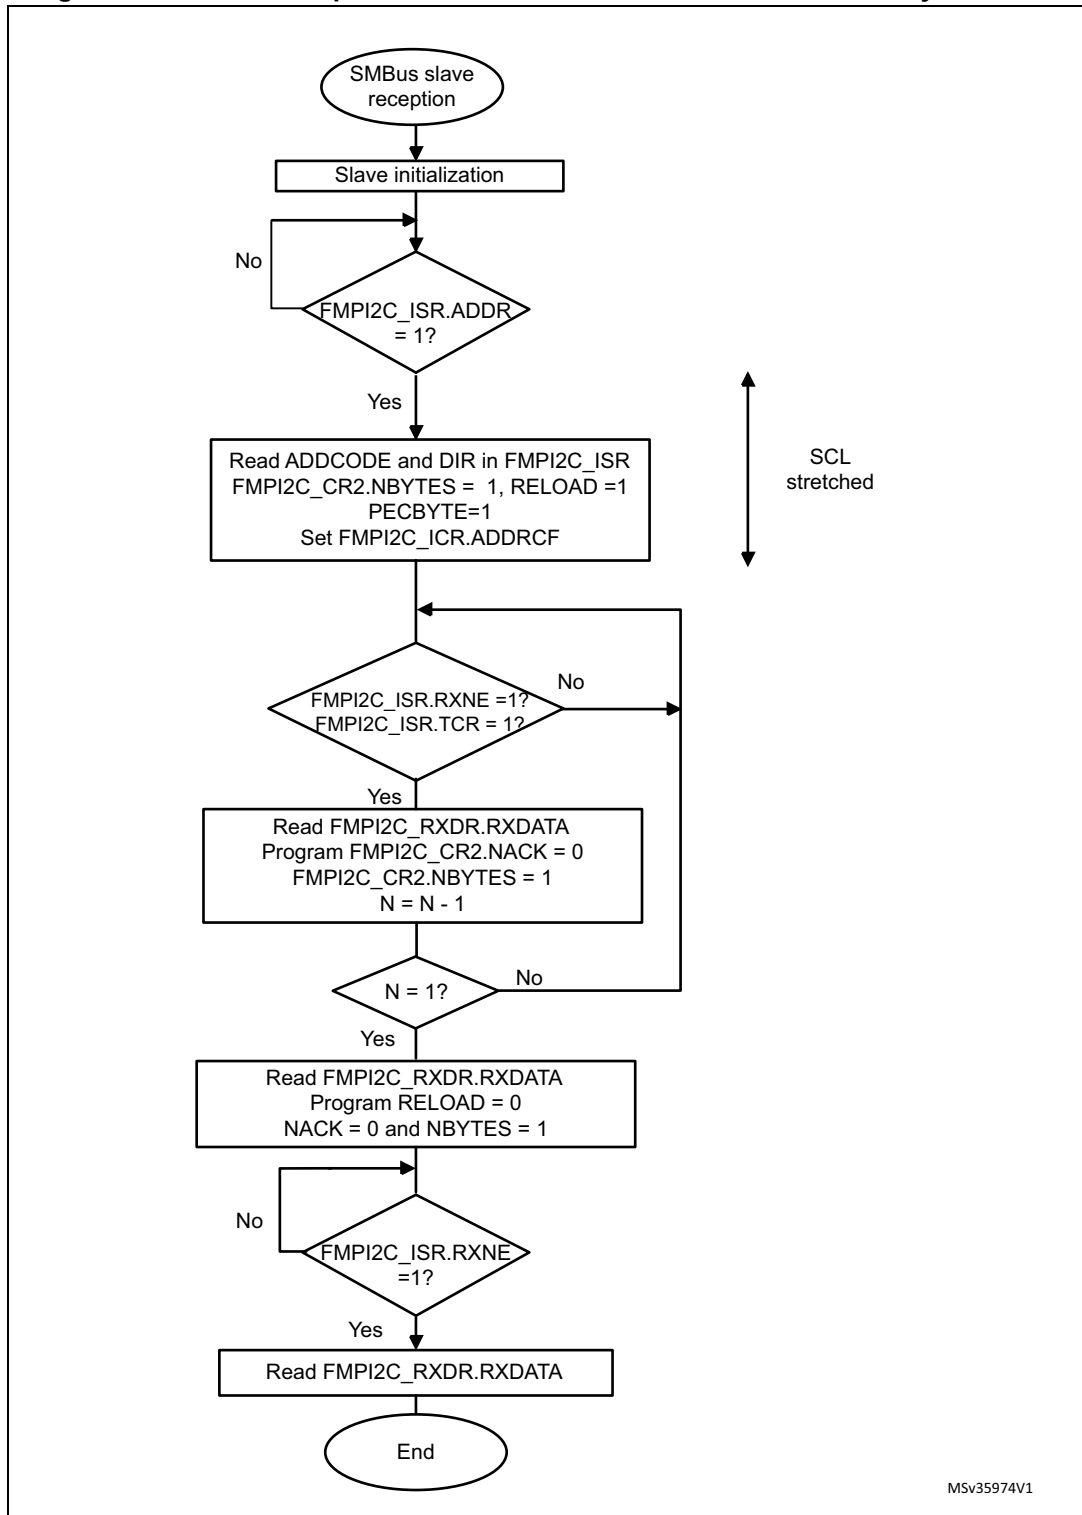 SMBus slave
reception
Slave initialization
No
FMPI2C_ISR.ADDR
= 1?
Yes
Read ADDCODE and DIR in FMPI2C_ISR
FMPI2C_CR2.NBYTES = 1, RELOAD =1
PECBYTE=1
Set FMPI2C_ICR.ADDRCF
SCL
stretched
FMPI2C_ISR.RXNE =1?
FMPI2C_ISR.TCR = 1?
No
Yes
Read FMPI2C_RXDR.RXDATA
Program FMPI2C_CR2.NACK = 0
FMPI2C_CR2.NBYTES = 1
N = N - 1
N = 1?
No
Yes
Read FMPI2C_RXDR.RXDATA
Program RELOAD = 0
NACK = 0 and NBYTES = 1
No
FMPI2C_ISR.RXNE
=1?
Yes
Read FMPI2C_RXDR.RXDATA
End
MSv35974V1